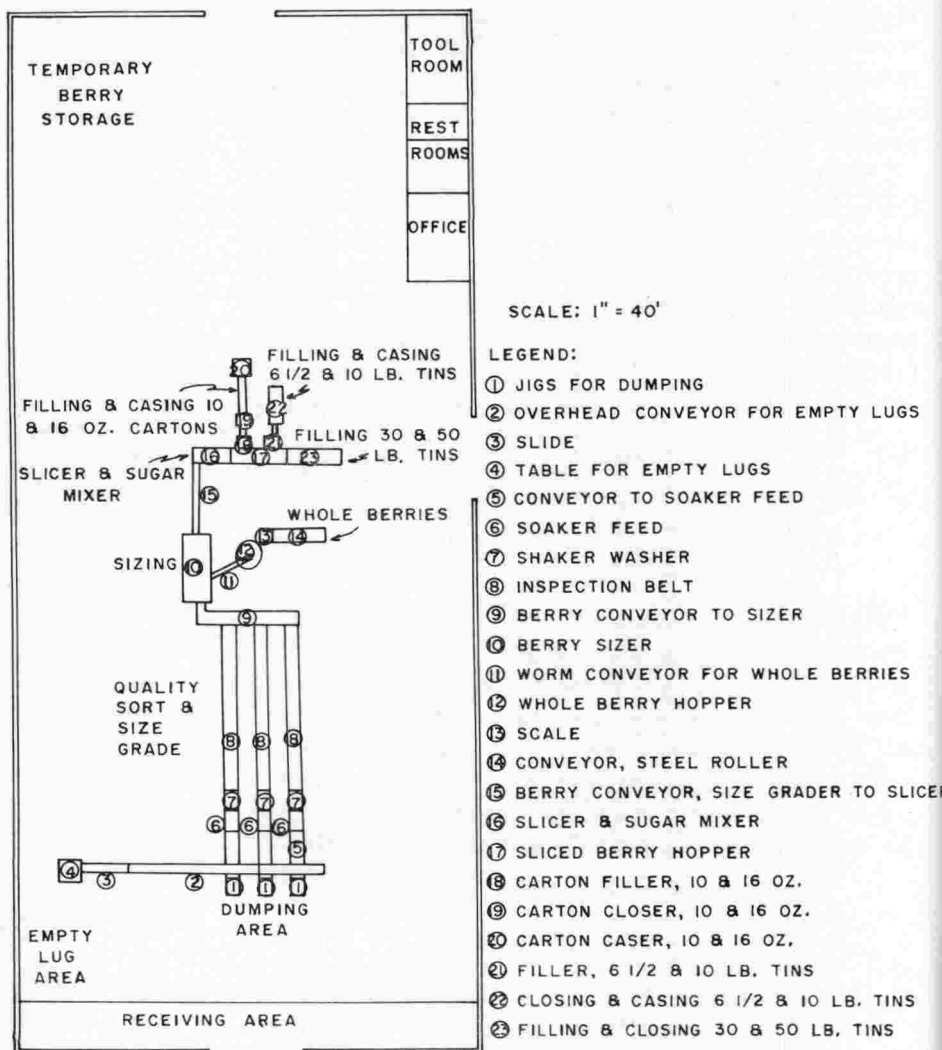 TEMPORARY
BERRY
STORAGE
TOOL
ROOM
REST
ROOMS
OFFICE
SCALE: 1" = 40'
FILLING & CASING
6 1/2 & 10 LB. TINS
FILLING & CASING 10
& 16 OZ. CARTONS
FILLING 30 & 50
LB. TINS
SLICER & SUGAR
MIXER
WHOLE BERRIES
SIZING
QUALITY
SORT &
SIZE
GRADE
DUMPING
AREA
EMPTY
LUG
AREA
RECEIVING AREA
20
19
22
18
21
16
17
23
15
13
14
12
10
11
9
8 8 8
7 7 7
6 6 6
5
4
3
2
1 1 1
LEGEND:
① JIGS FOR DUMPING
② OVERHEAD CONVEYOR FOR EMPTY LUGS
③ SLIDE
④ TABLE FOR EMPTY LUGS
⑤ CONVEYOR TO SOAKER FEED
⑥ SOAKER FEED
⑦ SHAKER WASHER
⑧ INSPECTION BELT
⑨ BERRY CONVEYOR TO SIZER
⑩ BERRY SIZER
⑪ WORM CONVEYOR FOR WHOLE BERRIES
⑫ WHOLE BERRY HOPPER
⑬ SCALE
⑭ CONVEYOR, STEEL ROLLER
⑮ BERRY CONVEYOR, SIZE GRADER TO SLICER
⑯ SLICER & SUGAR MIXER
⑰ SLICED BERRY HOPPER
⑱ CARTON FILLER, 10 & 16 OZ.
⑲ CARTON CLOSER, 10 & 16 OZ.
⑳ CARTON CASER, 10 & 16 OZ.
㉑ FILLER, 6 1/2 & 10 LB. TINS
㉒ CLOSING & CASING 6 1/2 & 10 LB. TINS
㉓ FILLING & CLOSING 30 & 50 LB. TINS